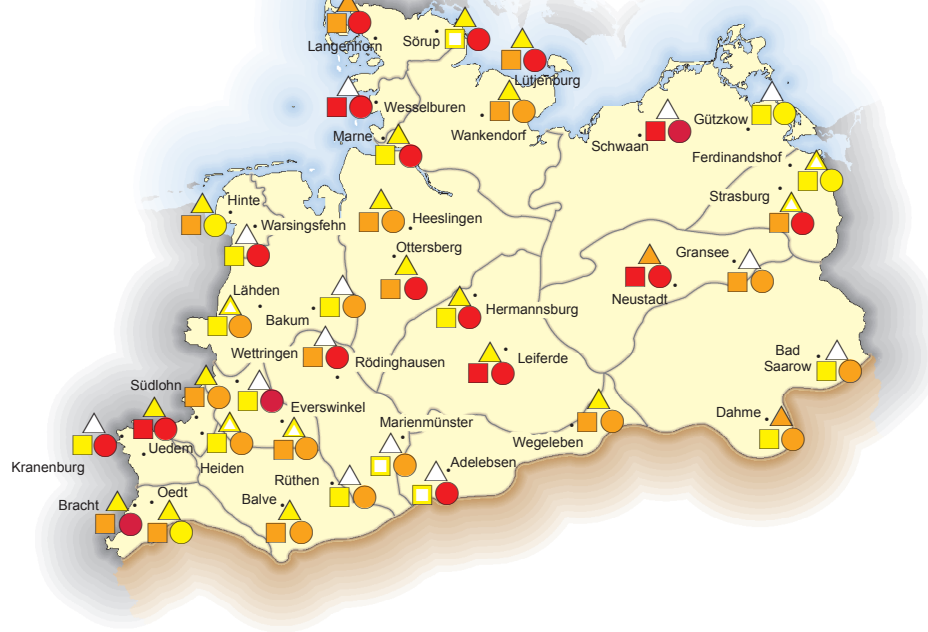 Langenhorn
Sörup
Lütjenburg
Wesselburen
Wankendorf
Marne
Schwaan
Gützkow
Ferdinandshof
Strasburg
Hinte
Warsingsfehn
Heeslingen
Ottersberg
Gransee
Neustadt
Lähden
Bakum
Hermannsburg
Wettringen
Rödinghausen
Leiferde
Bad
Saarow
Südlohn
Everswinkel
Marienmünster
Wegeleben
Dahme
Uedem
Kranenburg
Heiden
Adelebsen
Rüthen
Oedt
Bracht
Balve